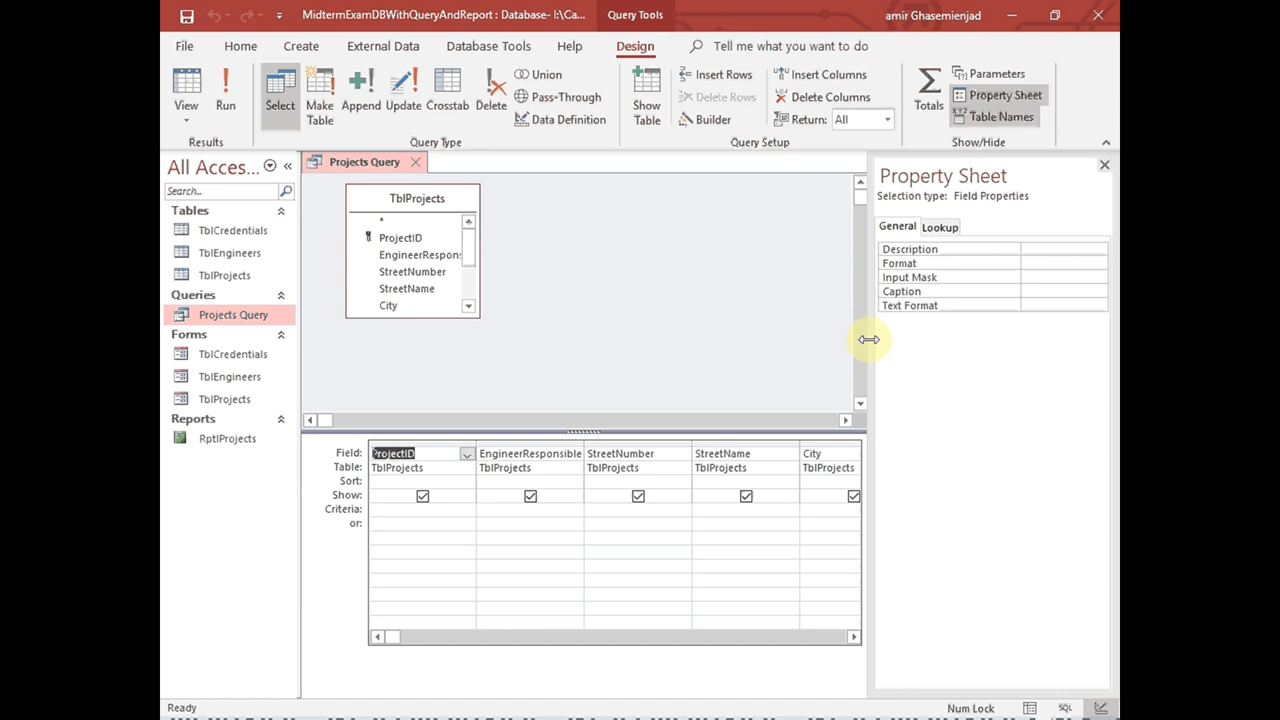 MidtermExamDBWithQueryAndReport : Database- I:\Ca... Query Tools amir Ghasemienjad
File Home Create External Data Database Tools Help Design Tell me what you want to do
View
Run
Results
Select
Make Table
Append
Update
Crosstab
Delete
Union
Pass-Through
Data Definition
Query Type
Show Table
Insert Rows
Delete Rows
Builder
Insert Columns
Delete Columns
Return: All
Query Setup
Totals
Parameters
Property Sheet
Table Names
Show/Hide
All Acces...
Search...
Tables
TblCredentials
TblEngineers
TblProjects
Queries
Projects Query
Forms
TblCredentials
TblEngineers
TblProjects
Reports
RptlProjects
Projects Query
TblProjects
*
ProjectID
EngineerRespons
StreetNumber
StreetName
City
Field: ProjectID EngineerResponsible StreetNumber StreetName City
Table: TblProjects TblProjects TblProjects TblProjects TblProjects
Sort:
Show:
Criteria:
or:
Property Sheet
Selection type: Field Properties
General Lookup
Description
Format
Input Mask
Caption
Text Format
Ready Num Lock SQL